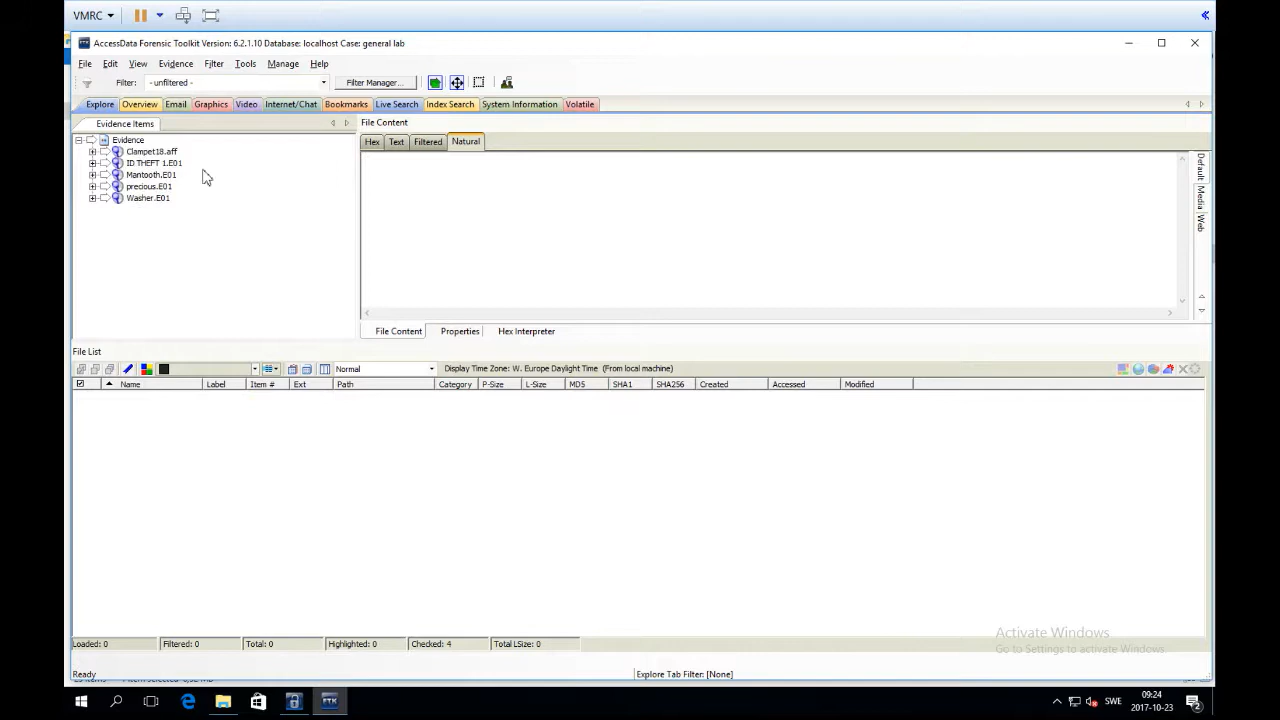 VMRC
AccessData Forensic Toolkit Version: 6.2.1.10 Database: localhost Case: general lab
File Edit View Evidence Filter Tools Manage Help
Filter: - unfiltered - Filter Manager...
Explore Overview Email Graphics Video Internet/Chat Bookmarks Live Search Index Search System Information Volatile
Evidence Items
File Content
Hex Text Filtered Natural
Evidence
Clampet18.aff
ID THEFT 1.E01
Mantooth.E01
precious.E01
Washer.E01
Default
Media
Web
File Content Properties Hex Interpreter
File List
Normal Display Time Zone: W. Europe Daylight Time (From local machine)
Name Label Item # Ext Path Category P-Size L-Size MD5 SHA1 SHA256 Created Accessed Modified
Activate Windows
Go to Settings to activate Windows.
Loaded: 0 Filtered: 0 Total: 0 Highlighted: 0 Checked: 4 Total LSize: 0
Ready Explore Tab Filter: [None]
FTK
SWE
09:24
2017-10-23
2